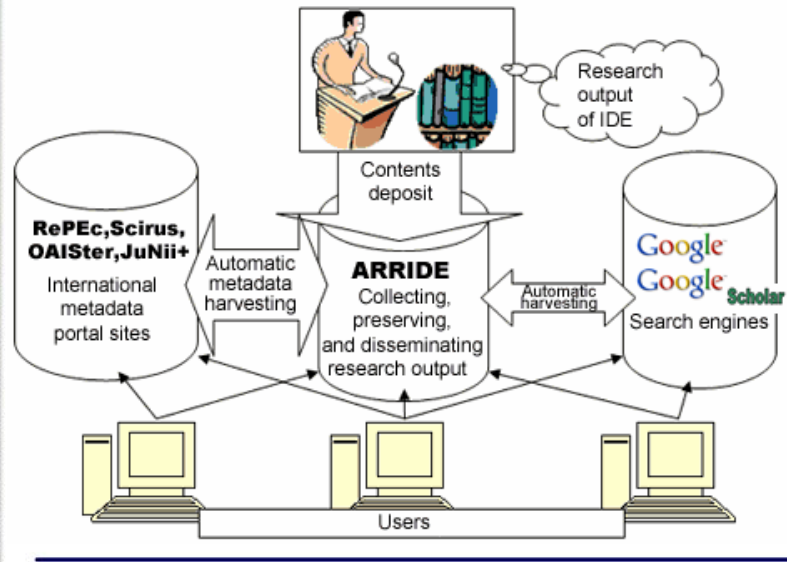 Research
output
of IDE
Contents
deposit
RePEc,Scirus,
OAISter,JuNii+
International
metadata
portal sites
Automatic
metadata
harvesting
ARRIDE
Collecting,
preserving,
and disseminating
research output
Automatic
harvesting
Google
Google
Scholar
Search engines
Users